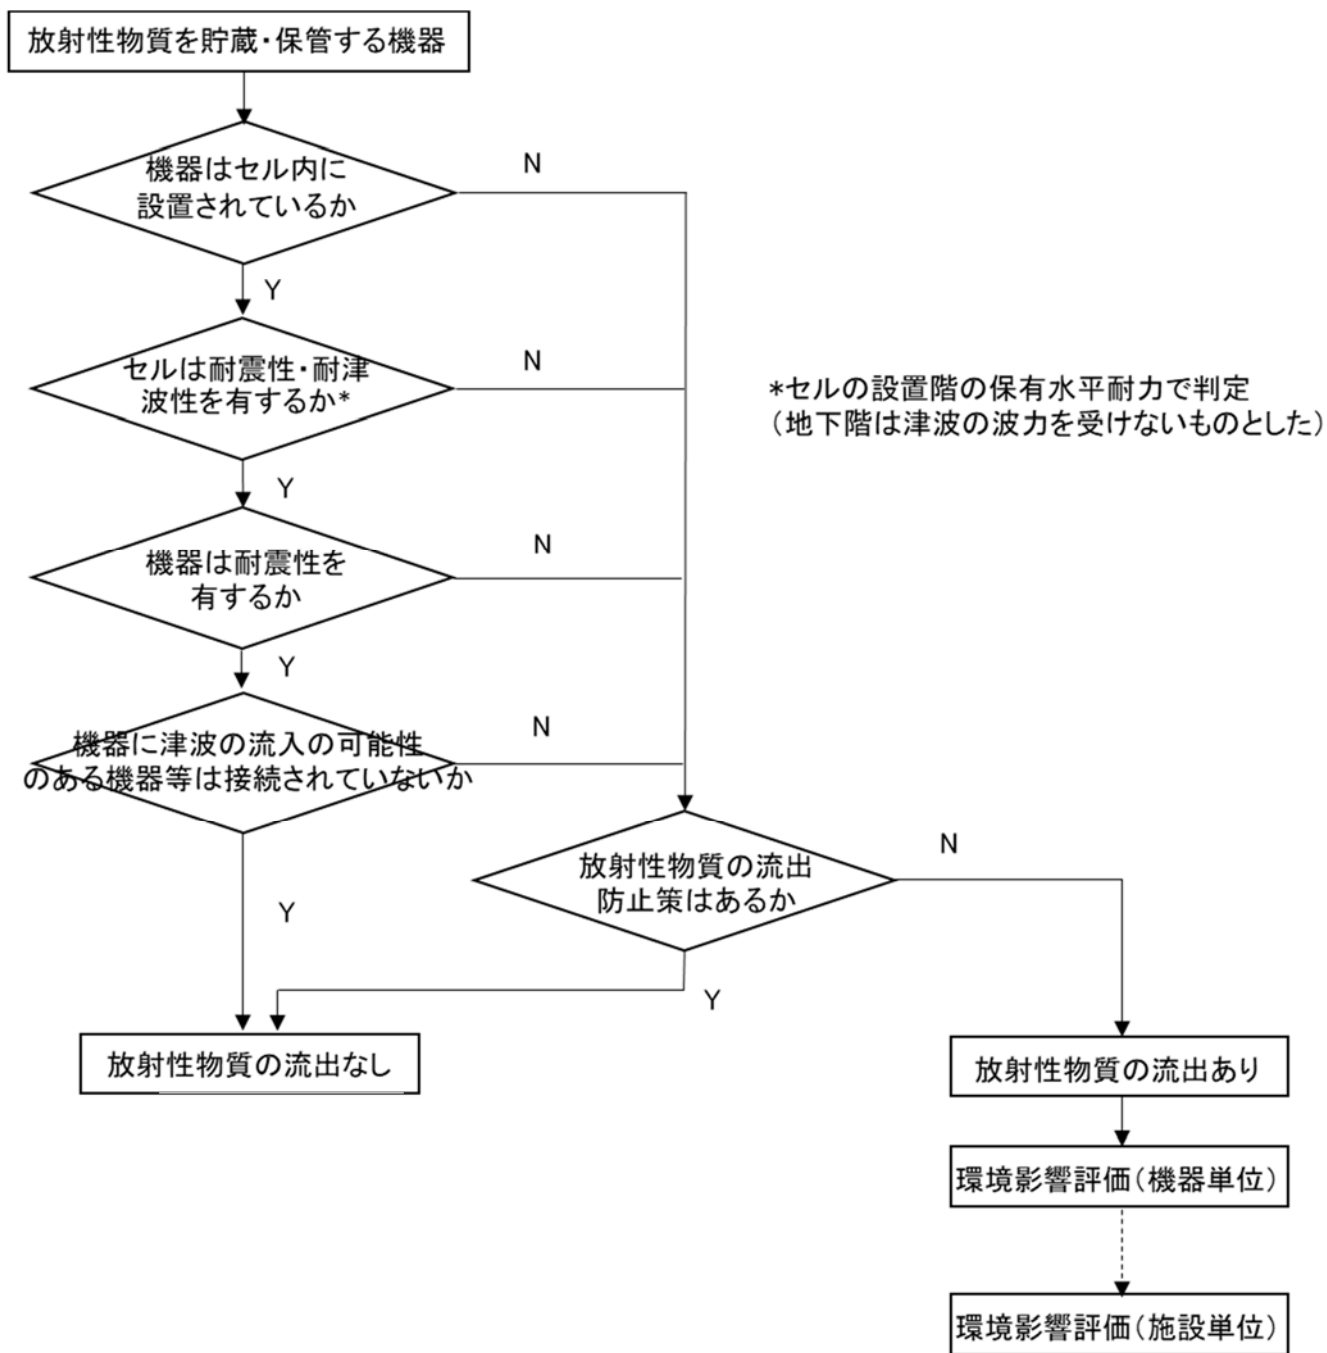 放射性物質を貯蔵・保管する機器
機器はセル内に
設置されているか
N
Y
セルは耐震性・耐津
波性を有するか*
N
*セルの設置階の保有水平耐力で判定
（地下階は津波の波力を受けないものとした）
Y
機器は耐震性を
有するか
N
Y
機器に津波の流入の可能性
のある機器等は接続されていないか
N
Y
放射性物質の流出
防止策はあるか
N
Y
放射性物質の流出なし
放射性物質の流出あり
環境影響評価（機器単位）
環境影響評価（施設単位）